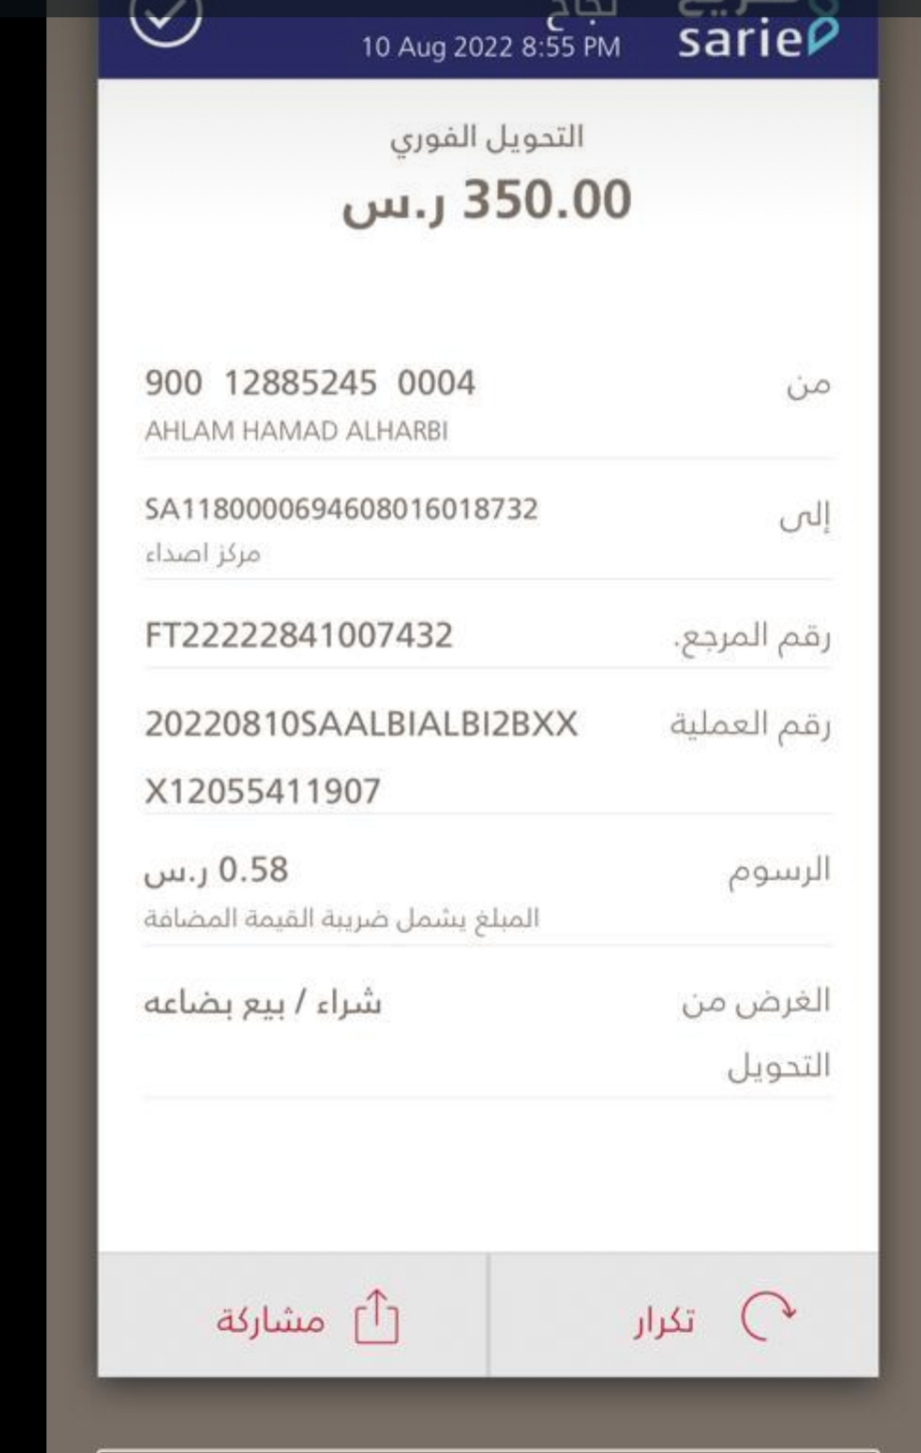 نجاح
سريع
10 Aug 2022 8:55 PM
sarie
التحويل الفوري
350.00 ر.س
من
900 12885245 0004
AHLAM HAMAD ALHARBI
إلى
SA1180000694608016018732
مركز اصداء
رقم المرجع.
FT22222841007432
رقم العملية
20220810SAALBIALBI2BXX
X12055411907
الرسوم
0.58 ر.س
المبلغ يشمل ضريبة القيمة المضافة
الغرض من
التحويل
شراء / بيع بضاعه
تكرار
مشاركة